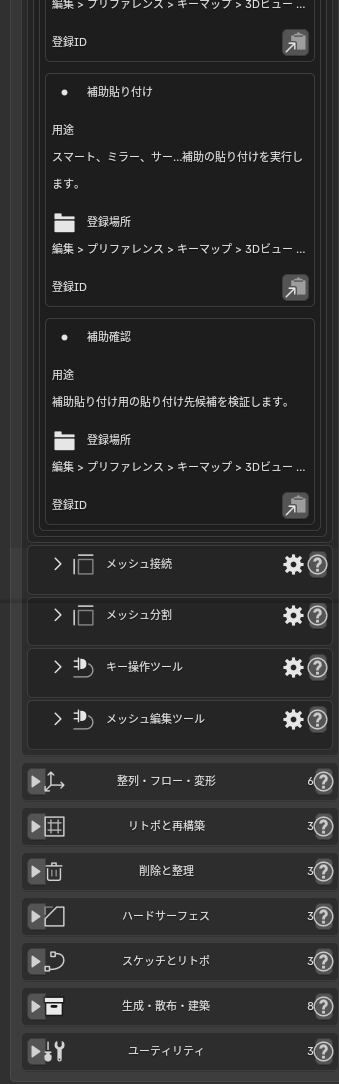 編集 > プリファレンス > キーマップ > 3Dビュー ...
登録ID
補助貼り付け
用途
スマート、ミラー、サー...補助の貼り付けを実行し
ます。
登録場所
編集 > プリファレンス > キーマップ > 3Dビュー ...
登録ID
補助確認
用途
補助貼り付け用の貼り付け先候補を検証します。
登録場所
編集 > プリファレンス > キーマップ > 3Dビュー ...
登録ID
メッシュ接続
メッシュ分割
キー操作ツール
メッシュ編集ツール
整列・フロー・変形 6
リトポと再構築 3
削除と整理 3
ハードサーフェス 3
スケッチとリトポ 3
生成・散布・建築 8
ユーティリティ 3